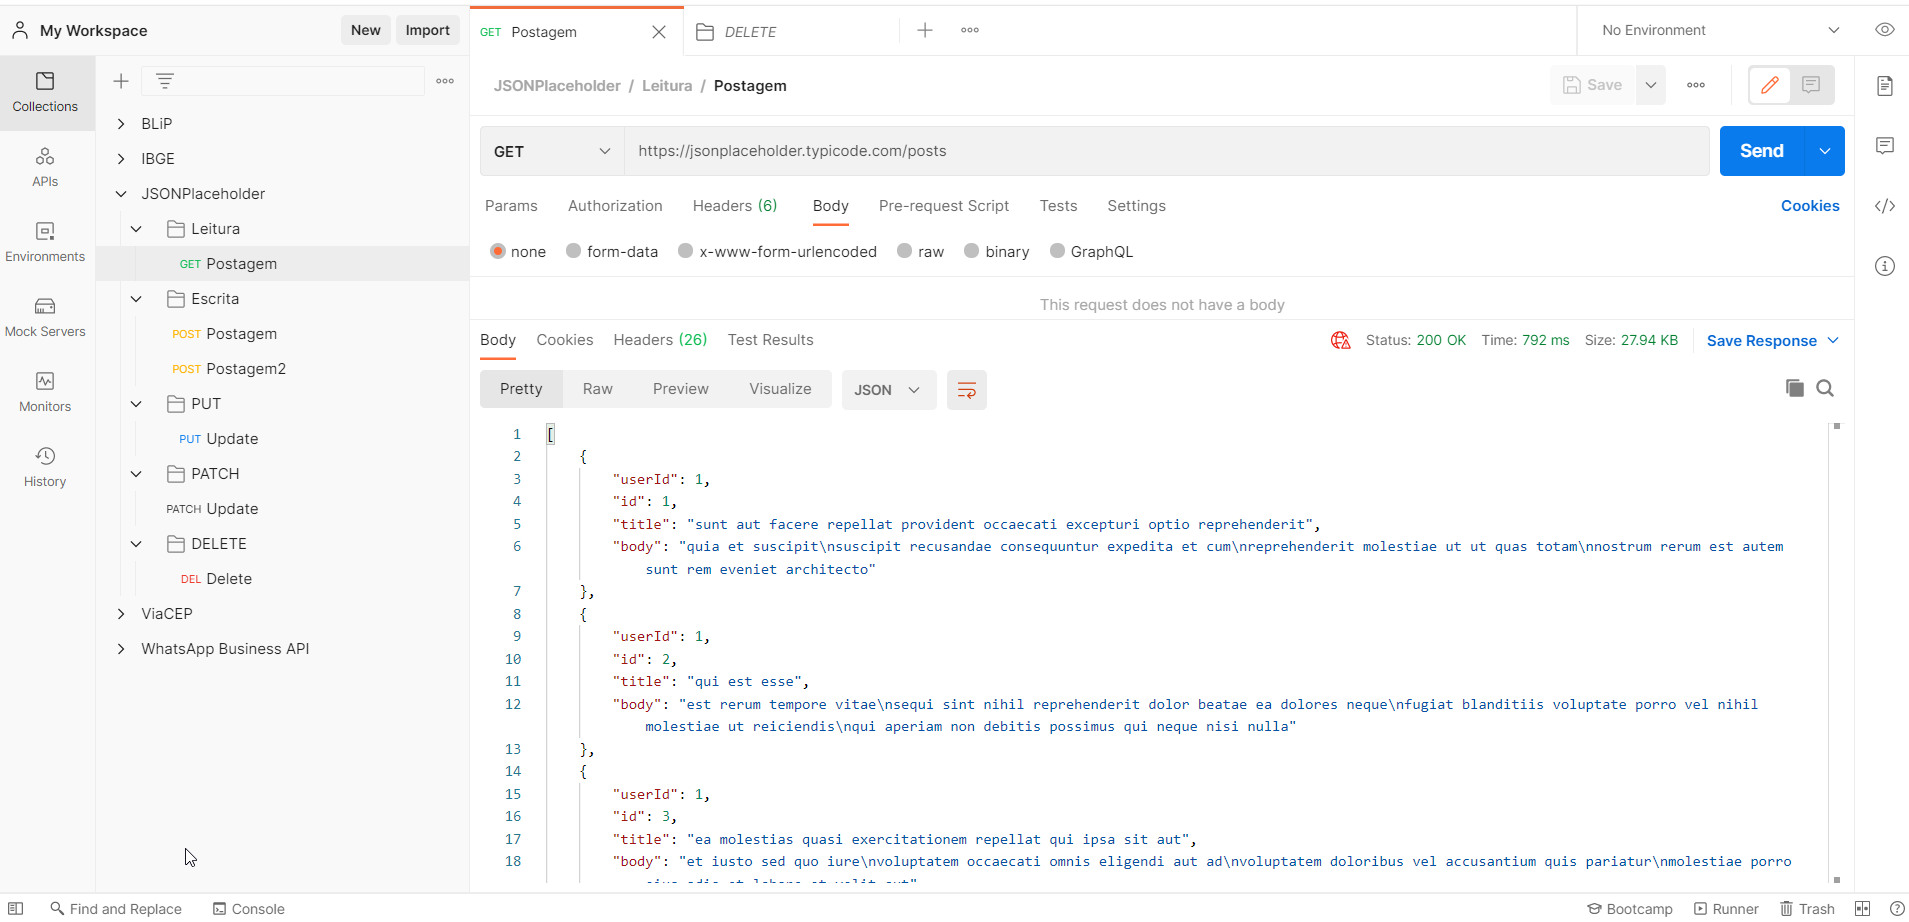 My Workspace
New
Import
GET Postagem
DELETE
No Environment
Collections
APIs
Environments
Mock Servers
Monitors
History
BLiP
IBGE
JSONPlaceholder
Leitura
GET Postagem
Escrita
POST Postagem
POST Postagem2
PUT
PUT Update
PATCH
PATCH Update
DELETE
DEL Delete
ViaCEP
WhatsApp Business API
JSONPlaceholder / Leitura / Postagem
Save
GET
https://jsonplaceholder.typicode.com/posts
Send
Params Authorization Headers (6) Body Pre-request Script Tests Settings
Cookies
none form-data x-www-form-urlencoded raw binary GraphQL
This request does not have a body
Body Cookies Headers (26) Test Results
Status: 200 OK Time: 792 ms Size: 27.94 KB Save Response
Pretty Raw Preview Visualize JSON
1 [
2 {
3 "userId": 1,
4 "id": 1,
5 "title": "sunt aut facere repellat provident occaecati excepturi optio reprehenderit",
6 "body": "quia et suscipit\nsuscipit recusandae consequuntur expedita et cum\nreprehenderit molestiae ut ut quas totam\nnostrum rerum est autem
sunt rem eveniet architecto"
7 },
8 {
9 "userId": 1,
10 "id": 2,
11 "title": "qui est esse",
12 "body": "est rerum tempore vitae\nsequi sint nihil reprehenderit dolor beatae ea dolores neque\nfugiat blanditiis voluptate porro vel nihil
molestiae ut reiciendis\nqui aperiam non debitis possimus qui neque nisi nulla"
13 },
14 {
15 "userId": 1,
16 "id": 3,
17 "title": "ea molestias quasi exercitationem repellat qui ipsa sit aut",
18 "body": "et iusto sed quo iure\nvoluptatem occaecati omnis eligendi aut ad\nvoluptatem doloribus vel accusantium quis pariatur\nmolestiae porro
Find and Replace
Console
Bootcamp
Runner
Trash